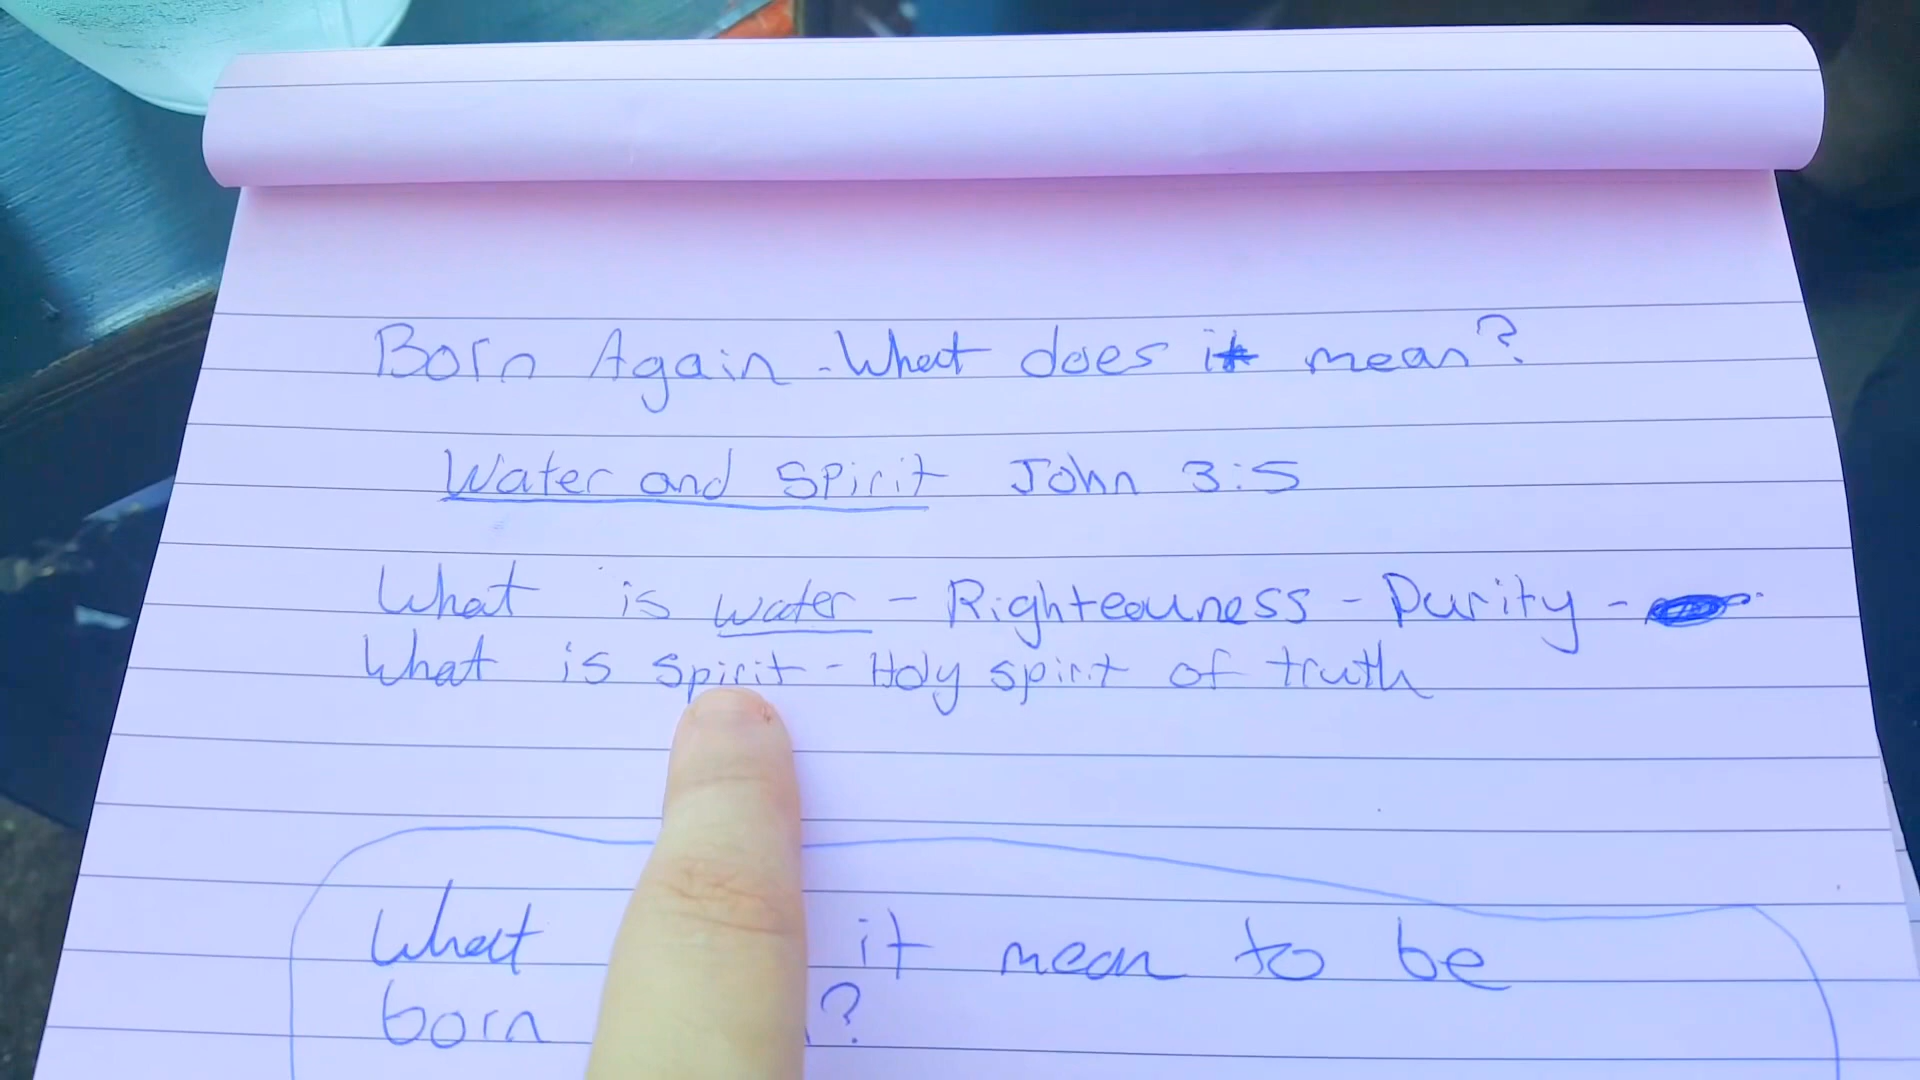 Born Again - What does it mean?
Water and Spirit John 3:5
What is water - Righteouness - Purity -
What is spirit - Holy spirit of truth
What it mean to be
born ?